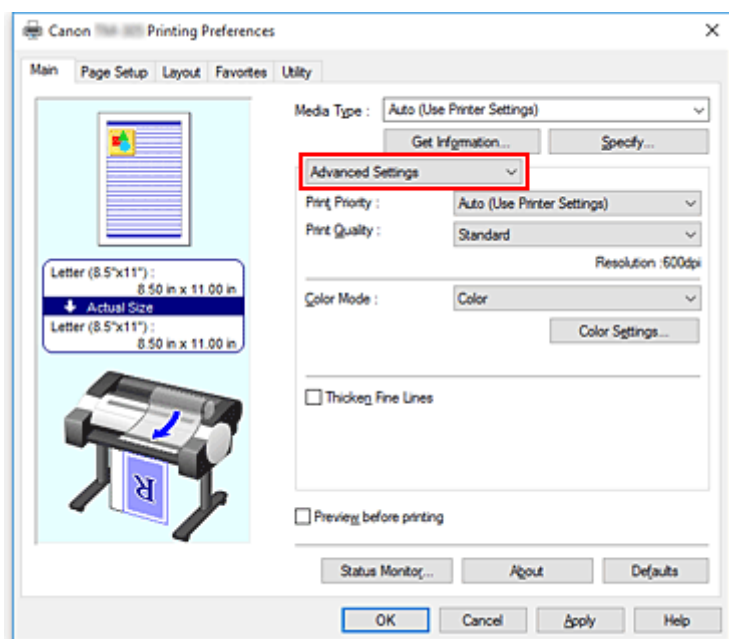 Canon Printing Preferences
Main Page Setup Layout Favorites Utility
Media Type : Auto (Use Printer Settings)
Get Information... Specify...
Advanced Settings
Print Priority : Auto (Use Printer Settings)
Print Quality : Standard
Resolution :600dpi
Letter (8.5"x11") :
8.50 in x 11.00 in
Actual Size
Letter (8.5"x11") :
8.50 in x 11.00 in
Color Mode : Color
Color Settings...
Thicken Fine Lines
R
Preview before printing
Status Monitor... About Defaults
OK Cancel Apply Help